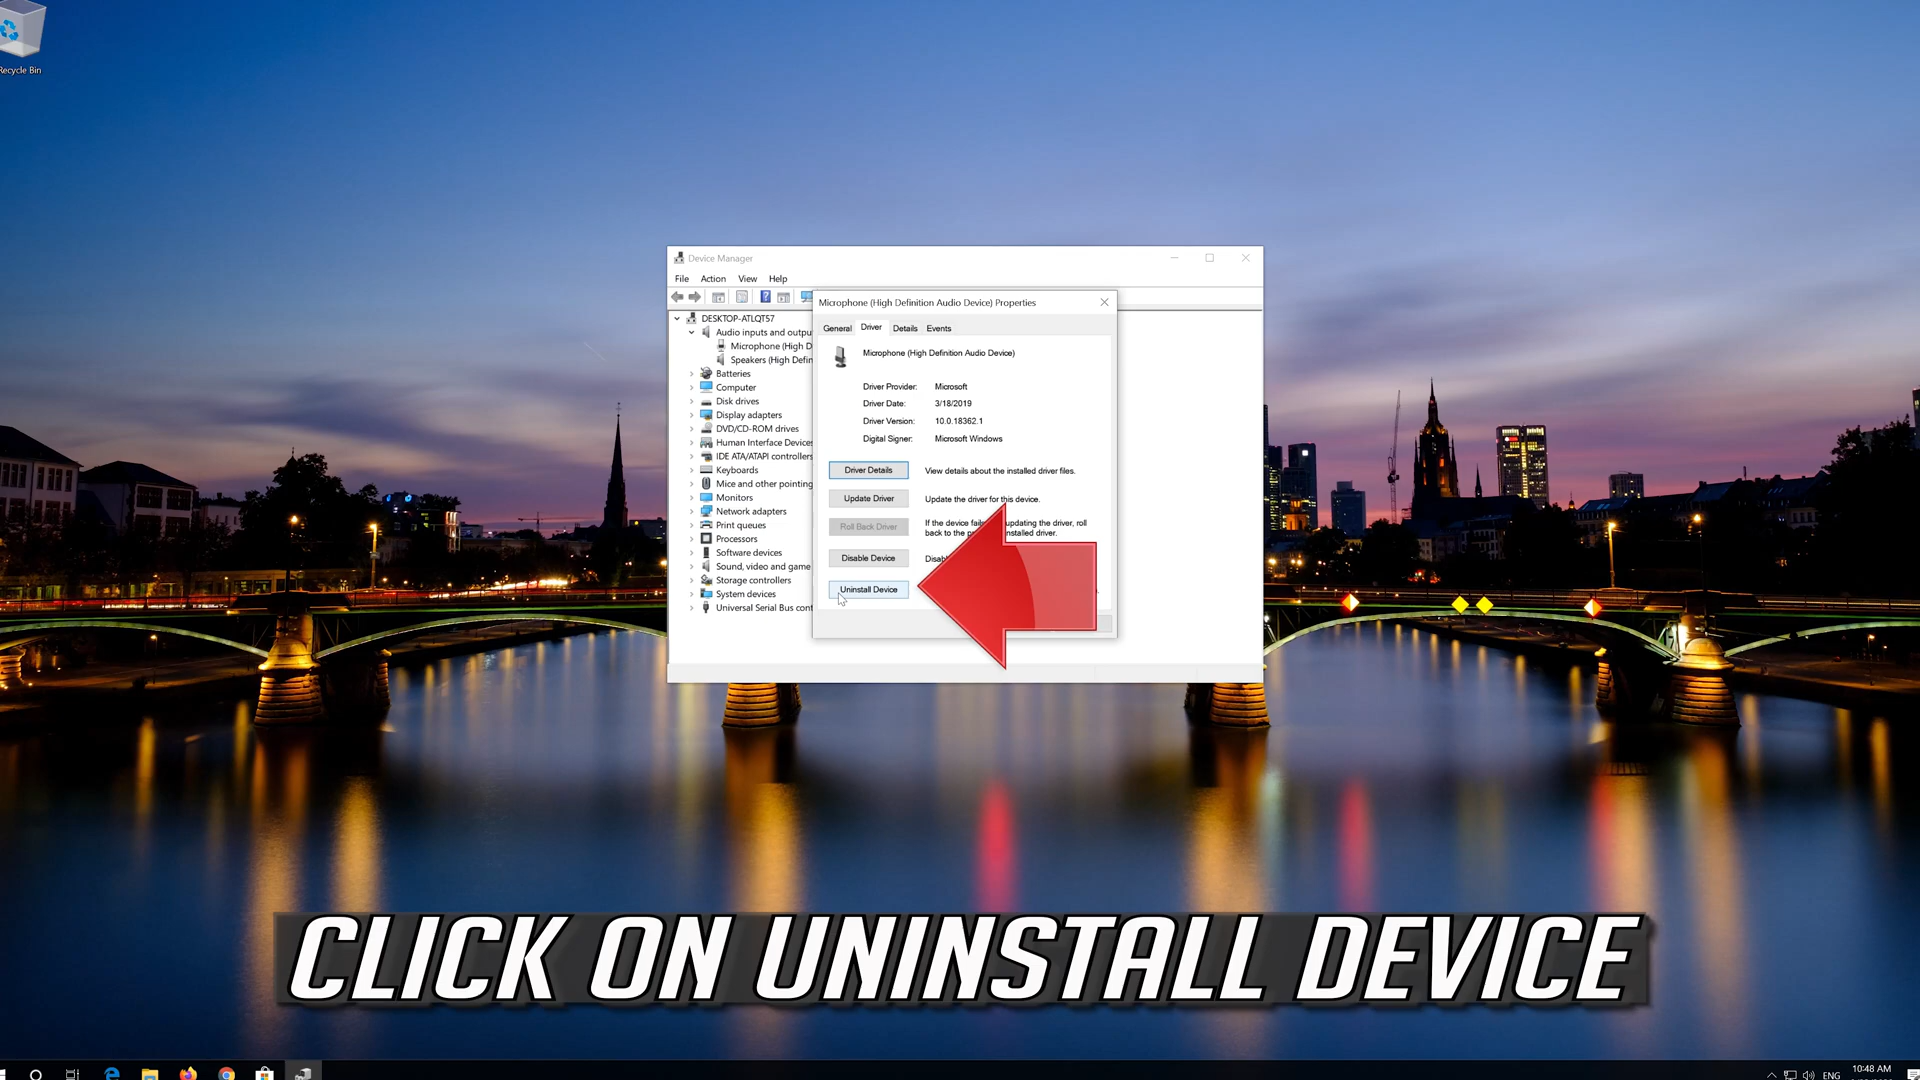 Recycle Bin
Device Manager
File Action View Help
DESKTOP-ATLQT57
Audio inputs and outpu
Microphone (High D
Speakers (High Defin
Batteries
Computer
Disk drives
Display adapters
DVD/CD-ROM drives
Human Interface Devices
IDE ATA/ATAPI controllers
Keyboards
Mice and other pointing
Monitors
Network adapters
Print queues
Processors
Software devices
Sound, video and game
Storage controllers
System devices
Universal Serial Bus cont
Microphone (High Definition Audio Device) Properties
General Driver Details Events
Microphone (High Definition Audio Device)
Driver Provider: Microsoft
Driver Date: 3/18/2019
Driver Version: 10.0.18362.1
Digital Signer: Microsoft Windows
Driver Details View details about the installed driver files.
Update Driver Update the driver for this device.
Roll Back Driver If the device fails updating the driver, roll
back to the installed driver.
Disable Device
Uninstall Device
CLICK ON UNINSTALL DEVICE
ENG
10:48 AM